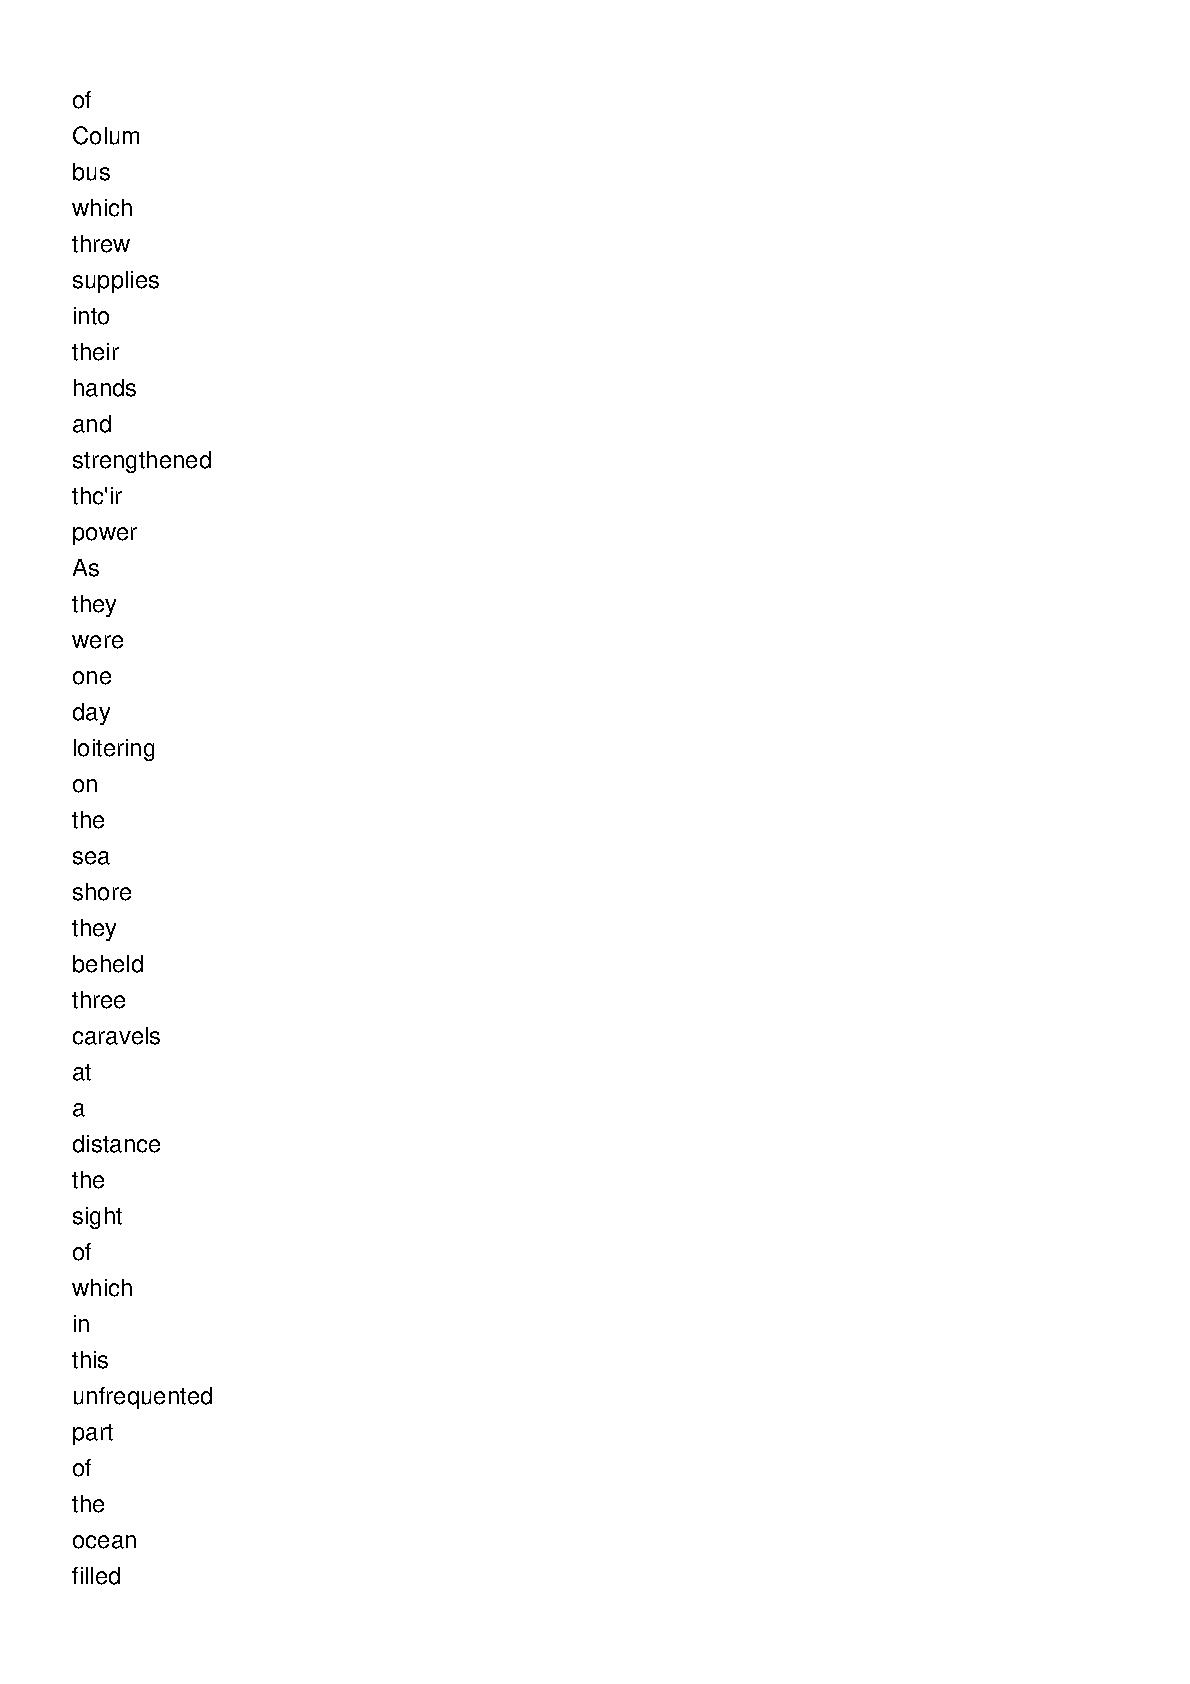 of
Colum
bus
which
threw
supplies
into
their
hands
and
strengthened
thc'ir
power
As
they
were
one
day
loitering
on
the
sea
shore
they
beheld
three
caravels
at
a
distance
the
sight
of
which
in
this
unfrequented
part
of
the
ocean
filled